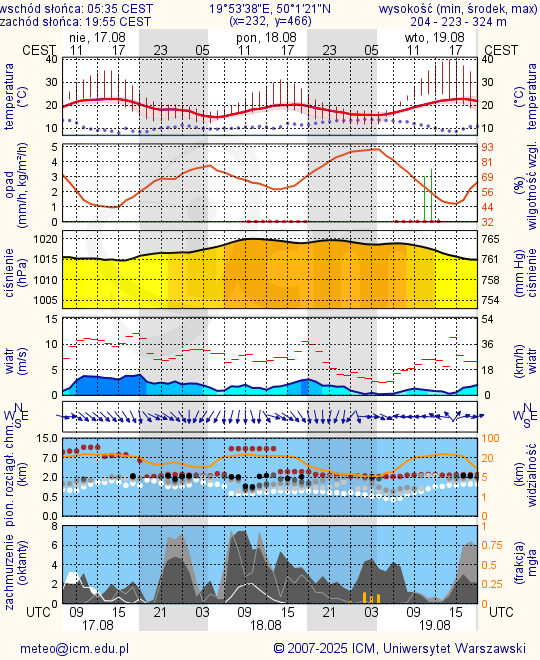 wschód słońca: 05:35 CEST 19°53'38"E, 50°1'21"N wysokość (min, środek, max)
zachód słońca: 19:55 CEST (x=232, y=466) 204 - 223 - 324 m
nie, 17.08 pon, 18.08 wto, 19.08
CEST 11 17 23 05 11 17 23 05 11 17 CEST
temperatura (°C) 40 30 20 10 40 30 20 10 temperatura (°C)
opad (mm/h, kg/m²/h) 5 4 3 2 1 0 93 81 69 56 44 32 (%) wilgotność wzgl.
ciśnienie (hPa) 1020 1015 1010 1005 765 761 758 754 (mm Hg) ciśnienie
wiatr (m/s) 15 10 5 0 54 36 18 0 (km/h) wiatr
N W E S N W E S
pion. rozciągł. chm. (km) 15.0 7.0 2.0 0.5 0.0 100 20 5 1 0 (km) widzialność
zachmurzenie (oktanty) 8 6 4 2 0 1 0.75 0.5 0.25 0 (frakcja) mgła
UTC 09 15 21 03 09 15 21 03 09 15 UTC
17.08 18.08 19.08
meteo@icm.edu.pl © 2007-2025 ICM, Uniwersytet Warszawski